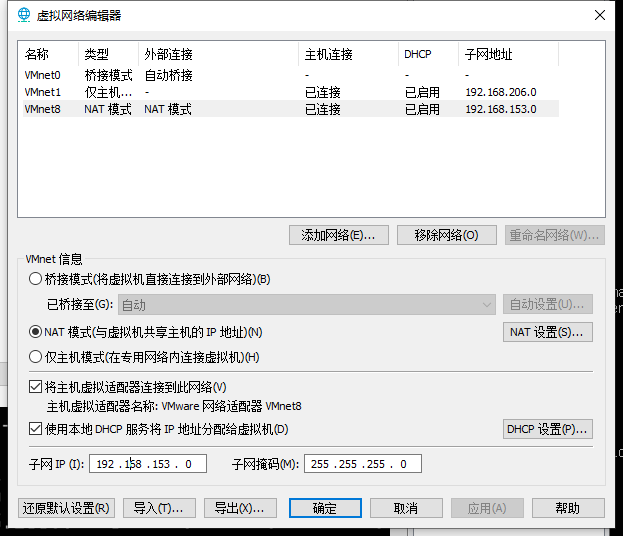 虚拟网络编辑器
名称 类型 外部连接 主机连接 DHCP 子网地址
VMnet0 桥接模式 自动桥接 - - -
VMnet1 仅主机... - 已连接 已启用 192.168.206.0
VMnet8 NAT 模式 NAT 模式 已连接 已启用 192.168.153.0
添加网络(E)... 移除网络(O) 重命名网络(W)...
VMnet 信息
桥接模式(将虚拟机直接连接到外部网络)(B)
已桥接至(G): 自动 自动设置(U)...
NAT 模式(与虚拟机共享主机的 IP 地址)(N) NAT 设置(S)...
仅主机模式(在专用网络内连接虚拟机)(H)
将主机虚拟适配器连接到此网络(V)
主机虚拟适配器名称: VMware 网络适配器 VMnet8
使用本地 DHCP 服务将 IP 地址分配给虚拟机(D) DHCP 设置(P)...
子网 IP (I): 192 .168 .153 . 0 子网掩码(M): 255 .255 .255 . 0
还原默认设置(R) 导入(T)... 导出(X)... 确定 取消 应用(A) 帮助